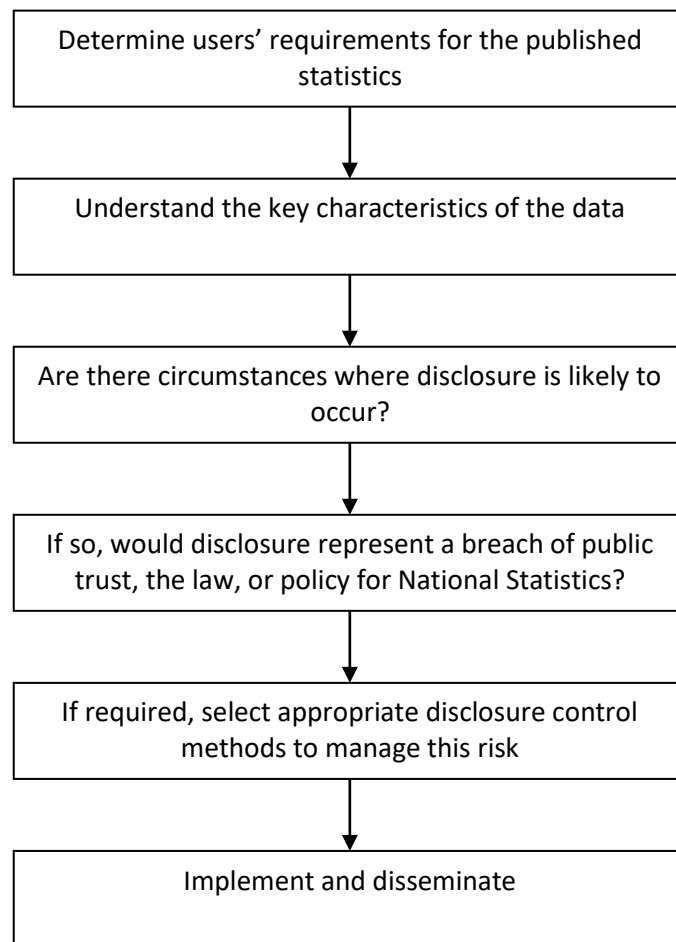 Determine users’ requirements for the published
statistics
Understand the key characteristics of the data
Are there circumstances where disclosure is likely to
occur?
If so, would disclosure represent a breach of public
trust, the law, or policy for National Statistics?
If required, select appropriate disclosure control
methods to manage this risk
Implement and disseminate